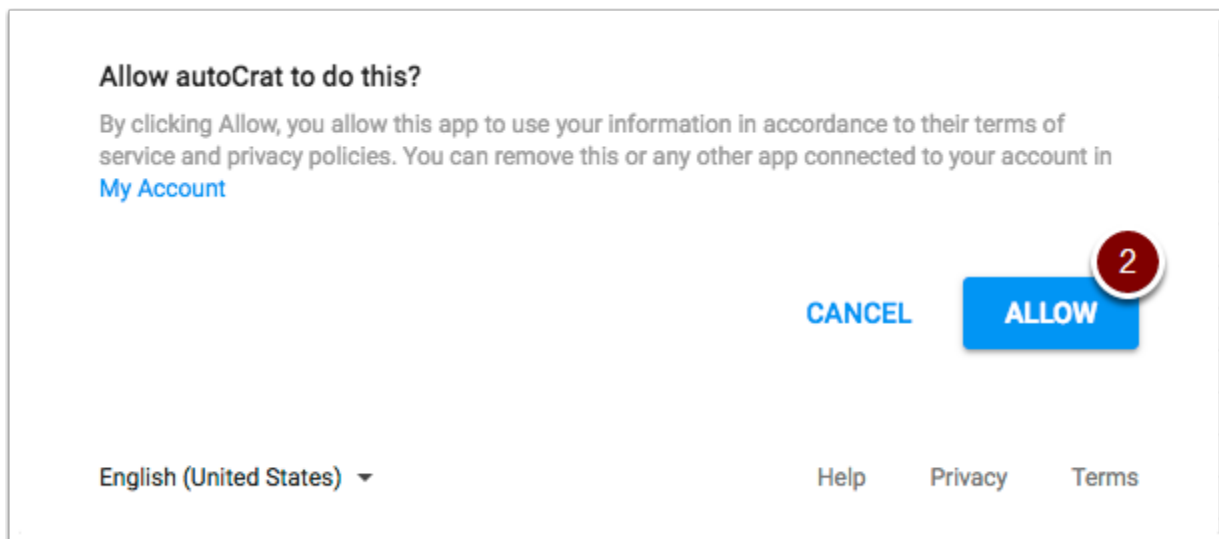 Allow autoCrat to do this?
By clicking Allow, you allow this app to use your information in accordance to their terms of
service and privacy policies. You can remove this or any other app connected to your account in
My Account
2
CANCEL ALLOW
English (United States) Help Privacy Terms